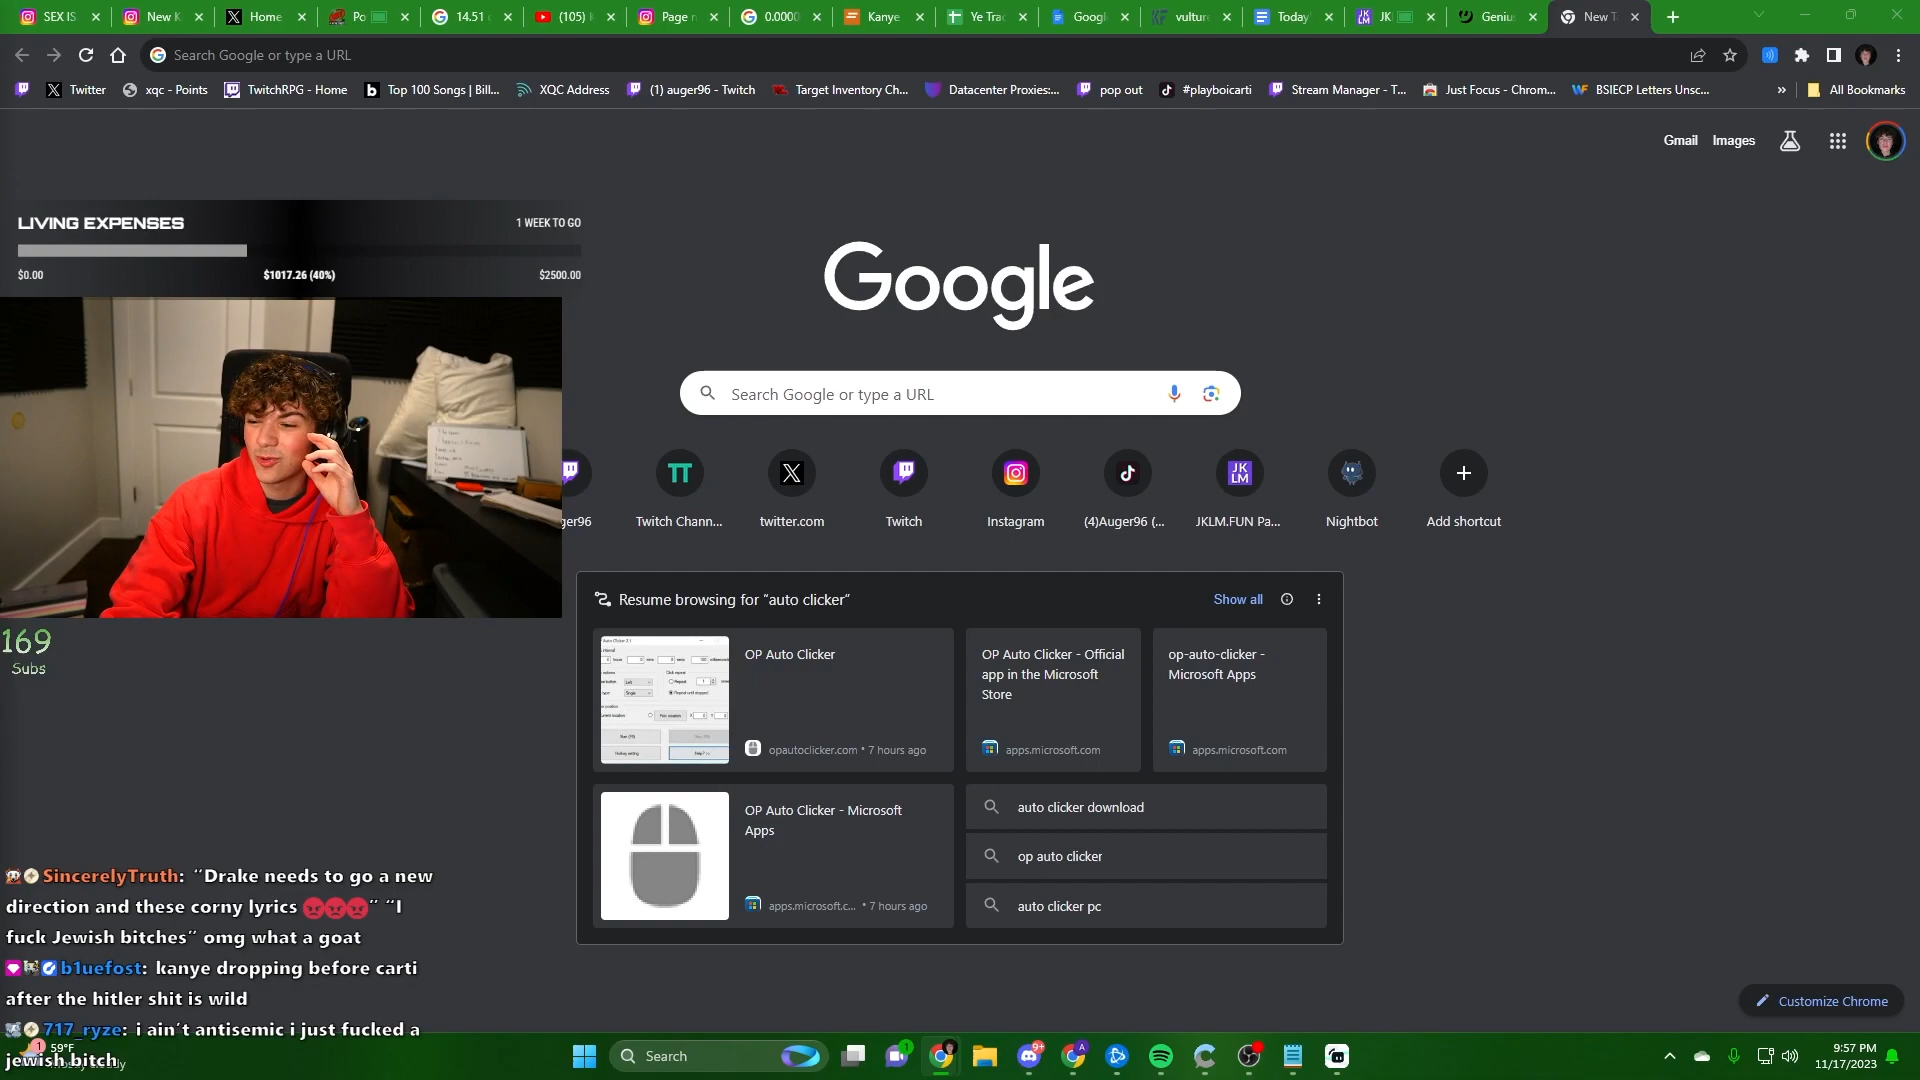 SEX IS
New K
Home
Po
14.51
(105)
Page n
0.0000
Kanye
Ye Trac
Googl
vulture
Today'
JKL
Genius
New T
Search Google or type a URL
Twitter
xqc - Points
TwitchRPG - Home
Top 100 Songs | Bill...
XQC Address
(1) auger96 - Twitch
Target Inventory Ch...
Datacenter Proxies:...
pop out
#playboicarti
Stream Manager - T...
Just Focus - Chrom...
BSIECP Letters Unsc...
»
All Bookmarks
Gmail
Images
LIVING EXPENSES
1 WEEK TO GO
$0.00
$1017.26 (40%)
$2500.00
Google
Search Google or type a URL
ger96
Twitch Chann...
twitter.com
Twitch
Instagram
(4)Auger96 (...
JKLM.FUN Pa...
Nightbot
Add shortcut
Resume browsing for “auto clicker”
Show all
OP Auto Clicker
opautoclicker.com • 7 hours ago
OP Auto Clicker - Official
app in the Microsoft
Store
apps.microsoft.com
op-auto-clicker -
Microsoft Apps
apps.microsoft.com
OP Auto Clicker - Microsoft
Apps
apps.microsoft.c... • 7 hours ago
auto clicker download
op auto clicker
auto clicker pc
169
Subs
SincerelyTruth: “Drake needs to go a new
direction and these corny lyrics 😡😡😡” “I
fuck Jewish bitches” omg what a goat
b1uefost: kanye dropping before carti
after the hitler shit is wild
717_ryze: i ain't antisemic i just fucked a
jewish bitch
Customize Chrome
59°F
Search
9:57 PM
11/17/2023